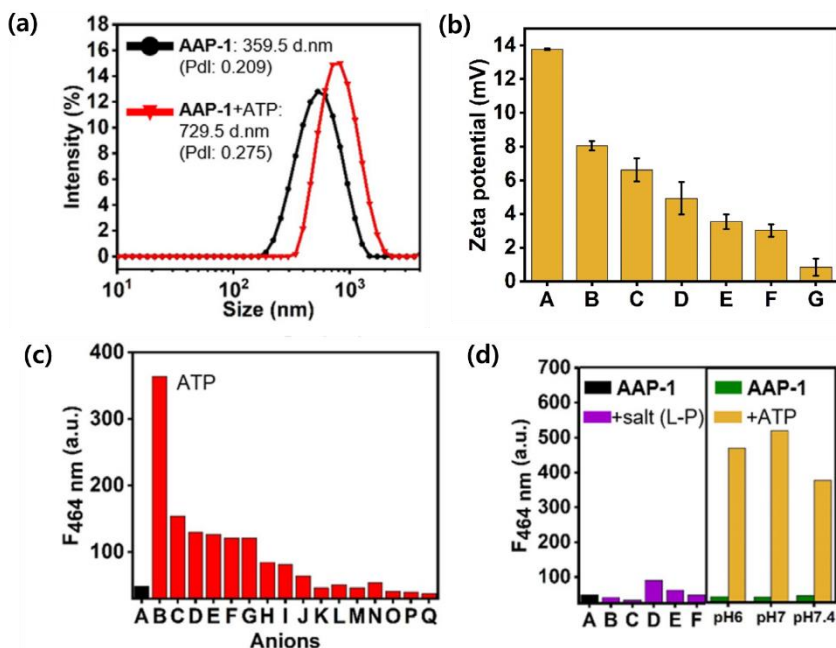 (a)
Intensity (%)
18
16
14
12
10
8
6
4
2
0
AAP-1: 359.5 d.nm
(PdI: 0.209)
AAP-1+ATP:
729.5 d.nm
(PdI: 0.275)
10¹ 10² 10³
Size (nm)
(b)
Zeta potential (mV)
14
12
10
8
6
4
2
0
A B C D E F G
(c)
F464 nm (a.u.)
400
300
200
100
ATP
A B C D E F G H I J K L M N O P Q
Anions
(d)
F464 nm (a.u.)
700
600
500
400
300
200
100
AAP-1
+salt (L-P)
AAP-1
+ATP
A B C D E F pH6 pH7 pH7.4